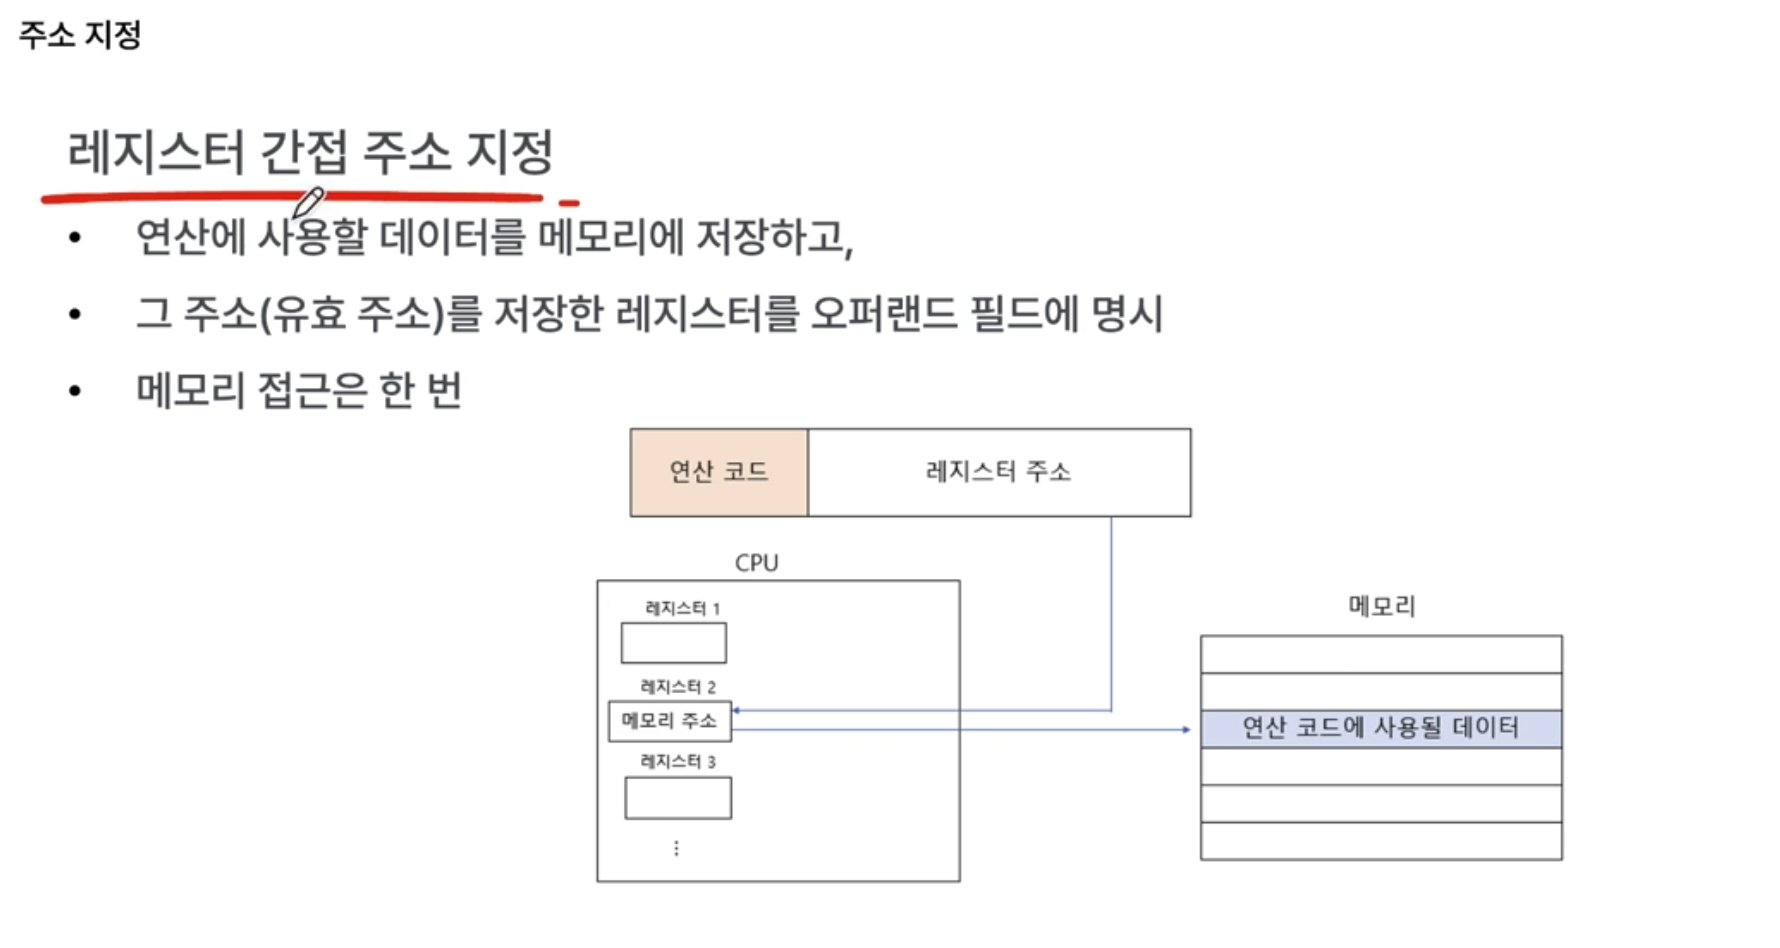 주소 지정
레지스터 간접 주소 지정
• 연산에 사용할 데이터를 메모리에 저장하고,
• 그 주소(유효 주소)를 저장한 레지스터를 오퍼랜드 필드에 명시
• 메모리 접근은 한 번
연산 코드 레지스터 주소
CPU
레지스터 1
레지스터 2
메모리 주소
레지스터 3
⋮
메모리
연산 코드에 사용될 데이터